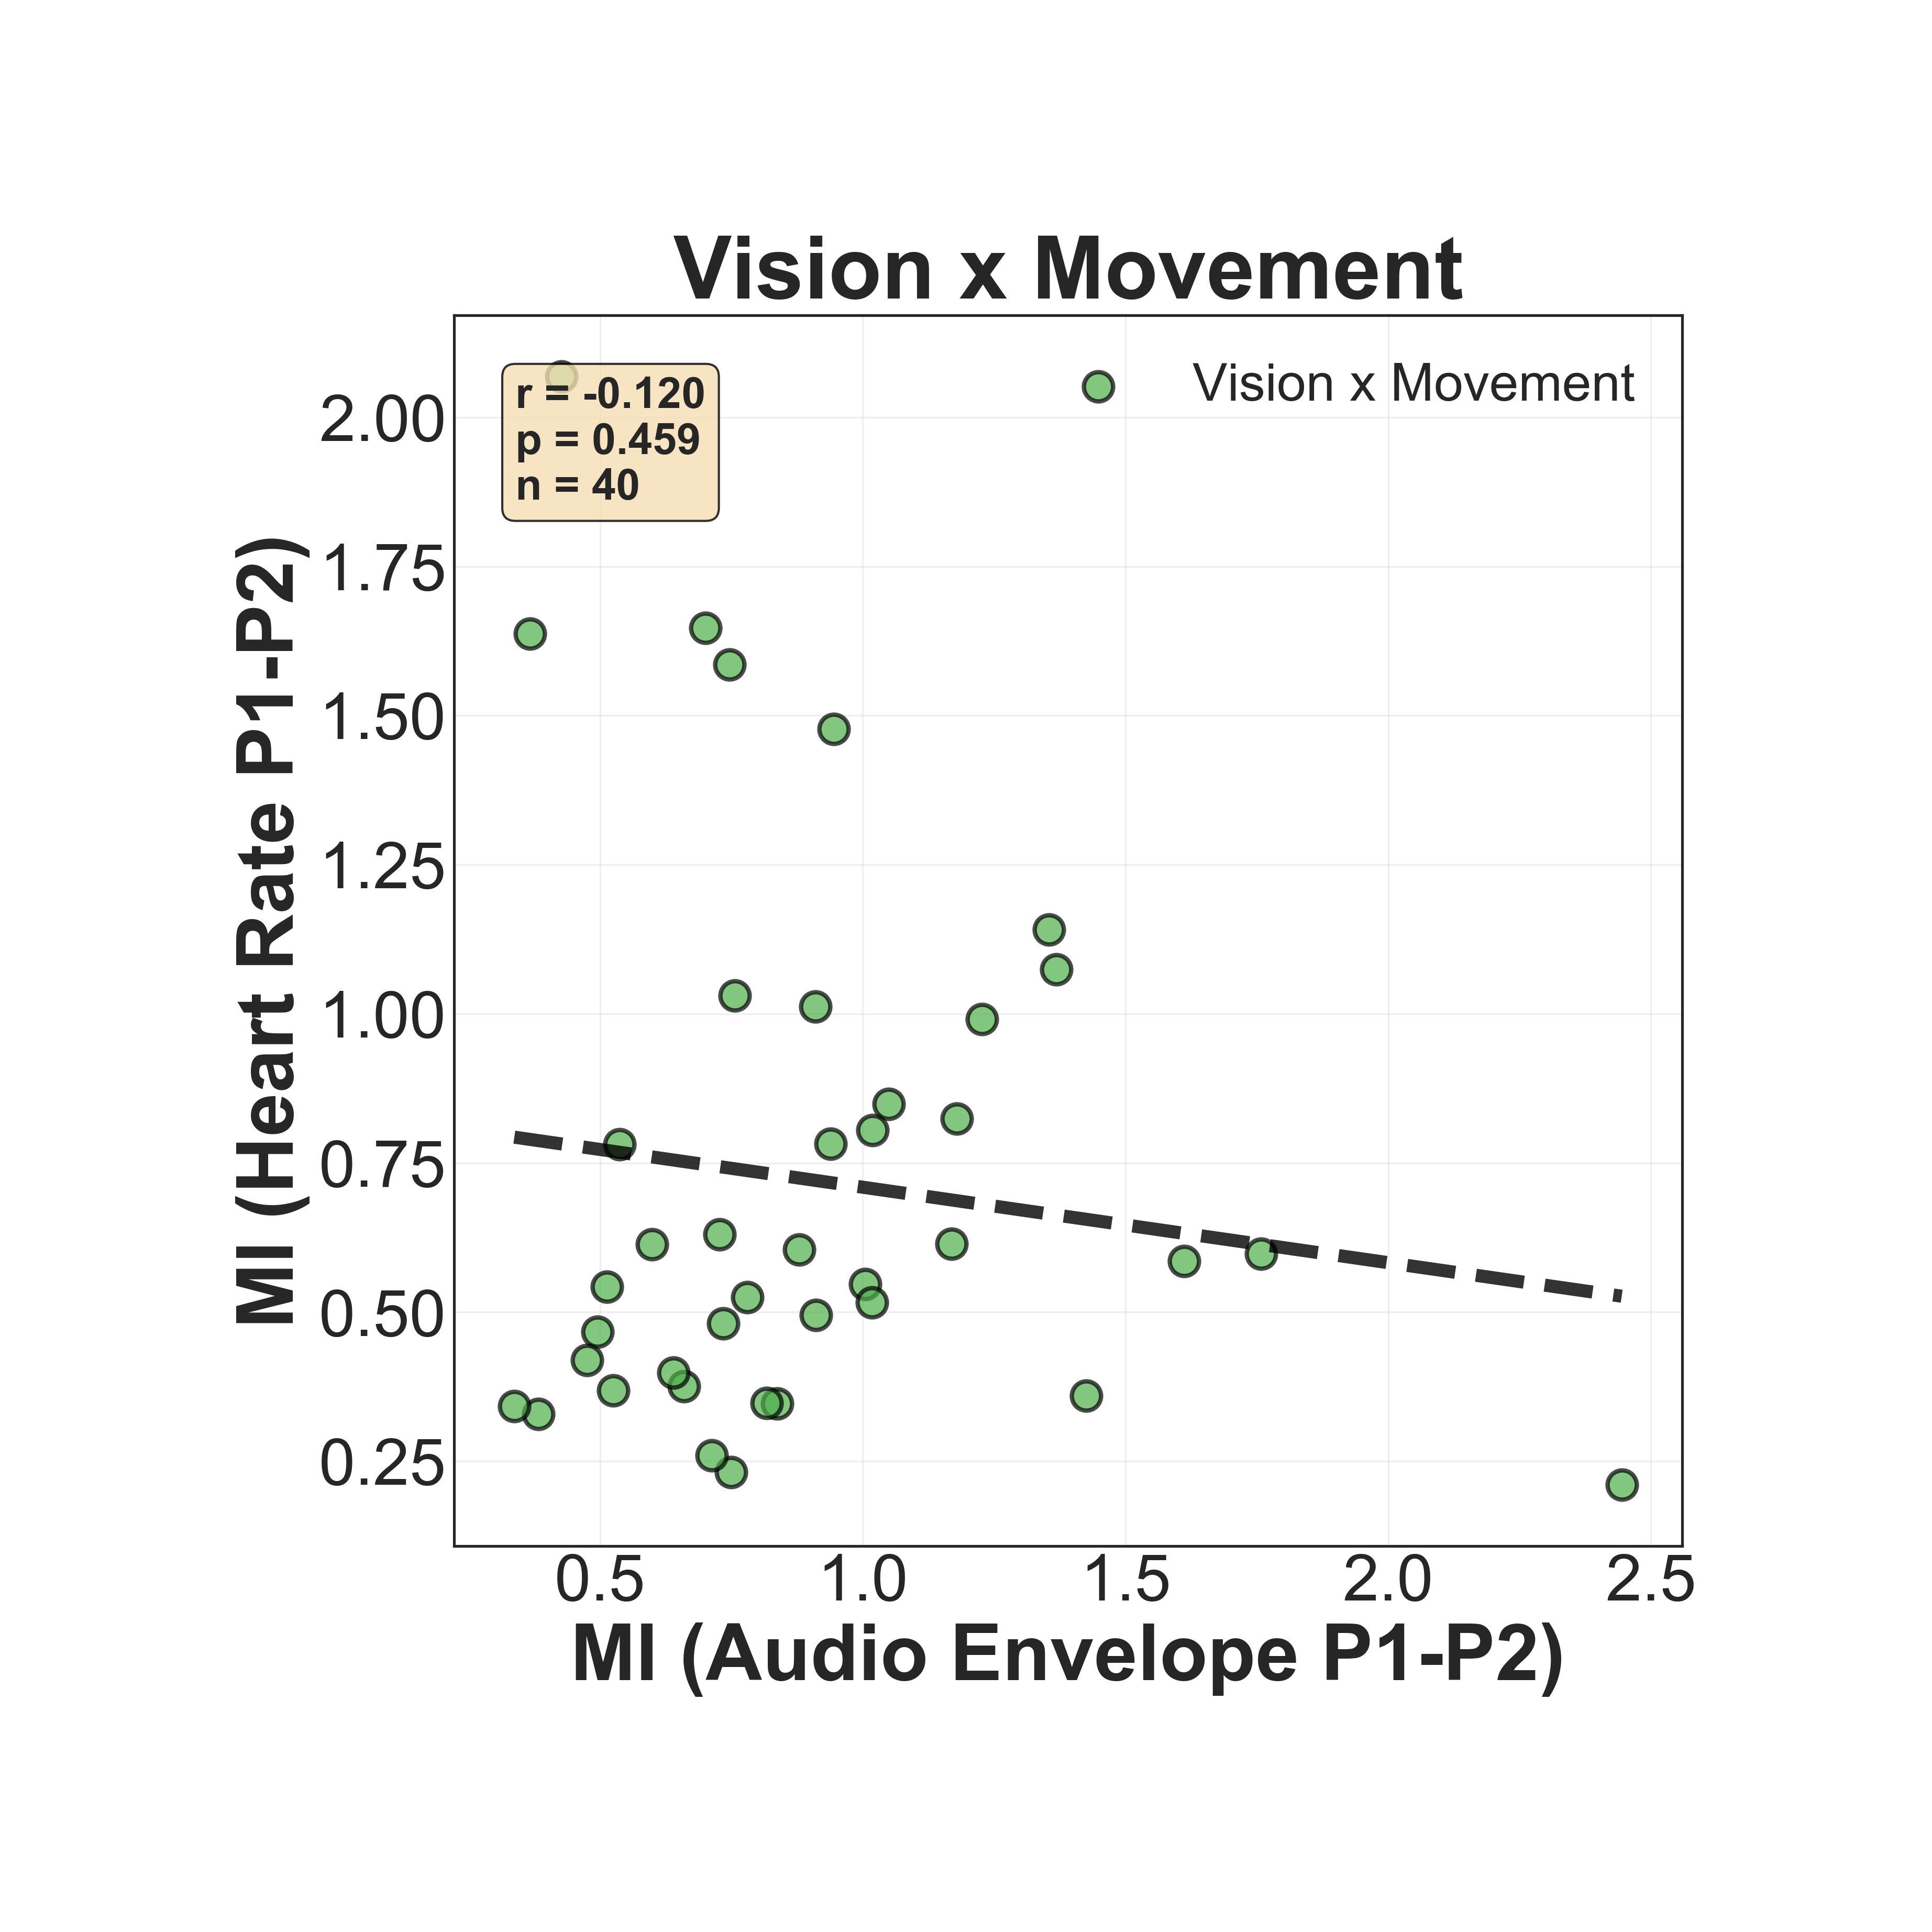 Vision x Movement
r = -0.120
p = 0.459
n = 40
Vision x Movement
MI (Heart Rate P1-P2)
2.00
1.75
1.50
1.25
1.00
0.75
0.50
0.25
0.5 1.0 1.5 2.0 2.5
MI (Audio Envelope P1-P2)